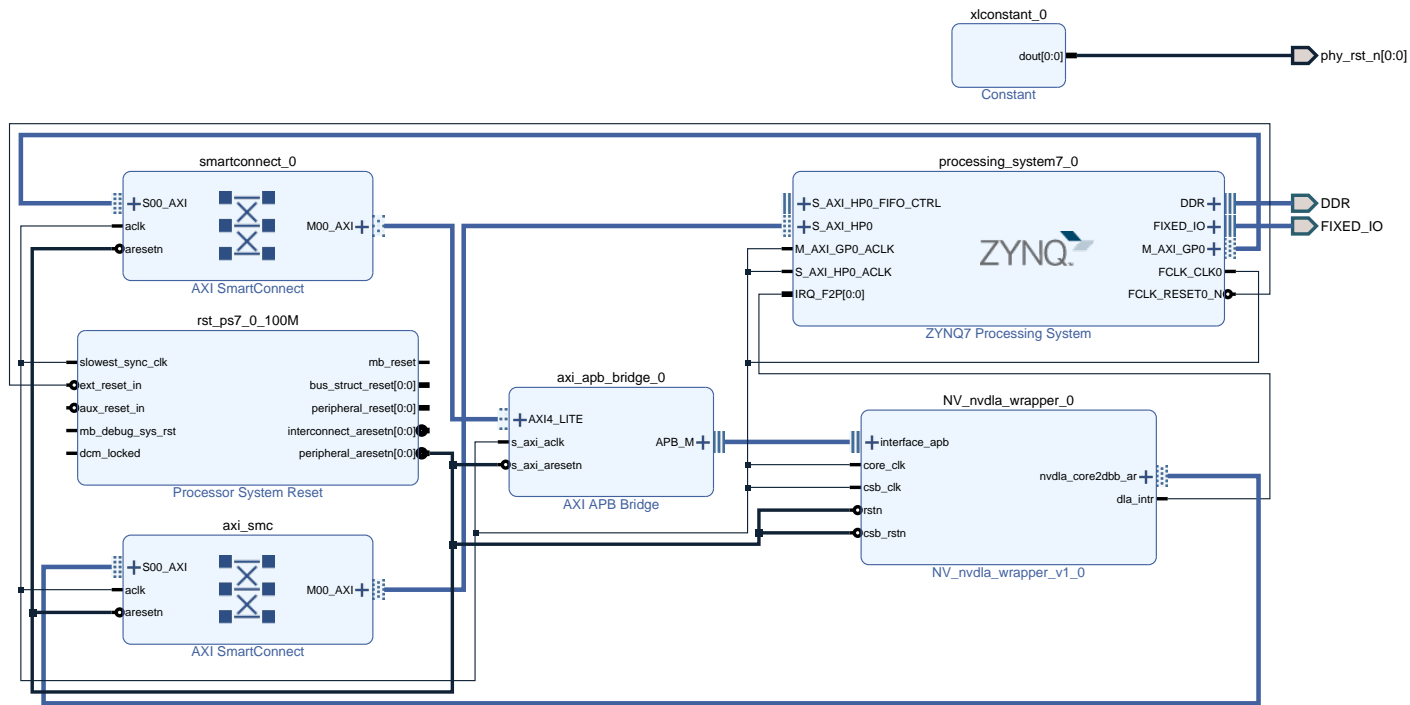 xlconstant_0
dout[0:0]
Constant
phy_rst_n[0:0]
smartconnect_0
S00_AXI
aclk
aresetn
M00_AXI
AXI SmartConnect
processing_system7_0
S_AXI_HP0_FIFO_CTRL
S_AXI_HP0
M_AXI_GP0_ACLK
S_AXI_HP0_ACLK
IRQ_F2P[0:0]
ZYNQ
DDR
FIXED_IO
M_AXI_GP0
FCLK_CLK0
FCLK_RESET0_N
ZYNQ7 Processing System
DDR
FIXED_IO
rst_ps7_0_100M
slowest_sync_clk
ext_reset_in
aux_reset_in
mb_debug_sys_rst
dcm_locked
mb_reset
bus_struct_reset[0:0]
peripheral_reset[0:0]
interconnect_aresetn[0:0]
peripheral_aresetn[0:0]
Processor System Reset
axi_apb_bridge_0
AXI4_LITE
s_axi_aclk
s_axi_aresetn
APB_M
AXI APB Bridge
NV_nvdla_wrapper_0
interface_apb
core_clk
csb_clk
rstn
csb_rstn
nvdla_core2dbb_ar
dla_intr
NV_nvdla_wrapper_v1_0
axi_smc
S00_AXI
aclk
aresetn
M00_AXI
AXI SmartConnect